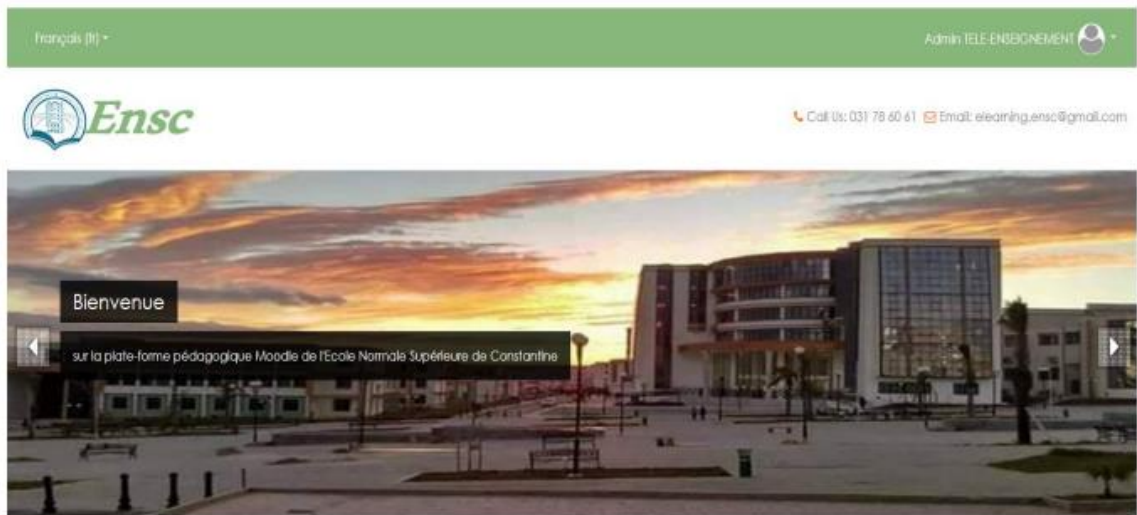 Français (fr)
Admin TELE-ENSEIGNEMENT
Ensc
Call Us: 031 78 60 61 Email: elearning.ensc@gmail.com
Bienvenue
sur la plate-forme pédagogique Moodle de l'Ecole Normale Supérieure de Constantine